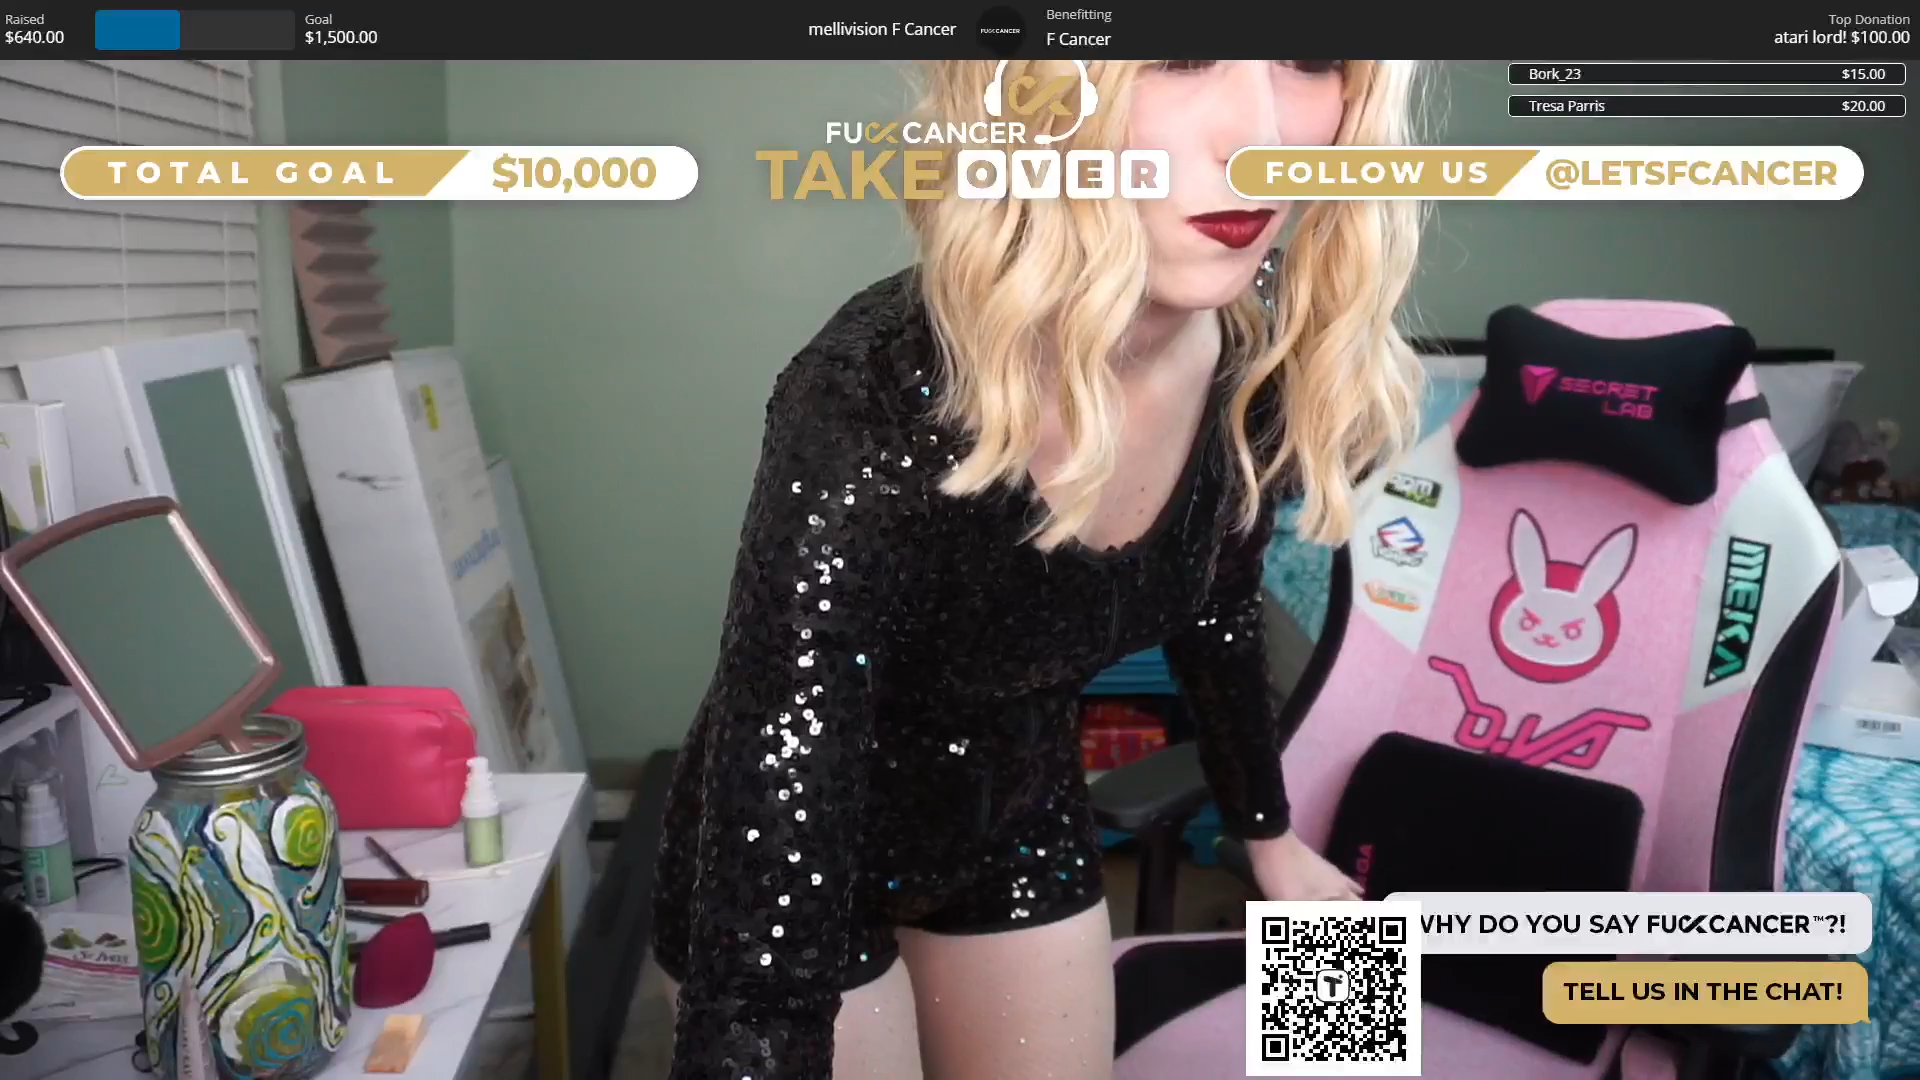 Raised
$640.00
Goal
$1,500.00
mellivision F Cancer
FUCKCANCER
Benefitting
F Cancer
Top Donation
atari lord! $100.00
Bork_23 $15.00
Tresa Parris $20.00
FUCKCANCER
TAKEOVER
TOTAL GOAL $10,000
FOLLOW US @LETSFCANCER
SECRET
LAB
MEKA
D.VA
WHY DO YOU SAY FUCKCANCER™?!
TELL US IN THE CHAT!